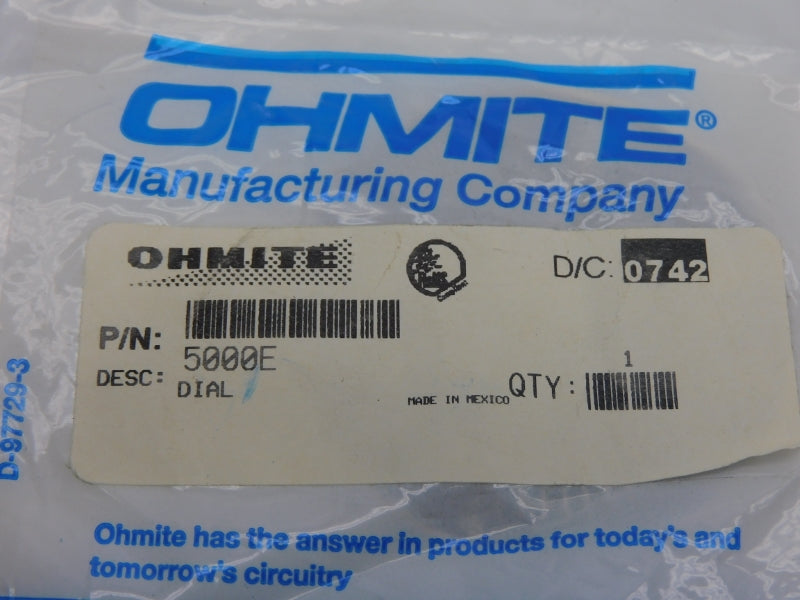 OHMITE®
Manufacturing Company
OHMITE
D/C: 0742
P/N:
5000E
DESC: DIAL
MADE IN MEXICO
QTY: 1
D-97729-3
Ohmite has the answer in products for today's and
tomorrow's circuitry